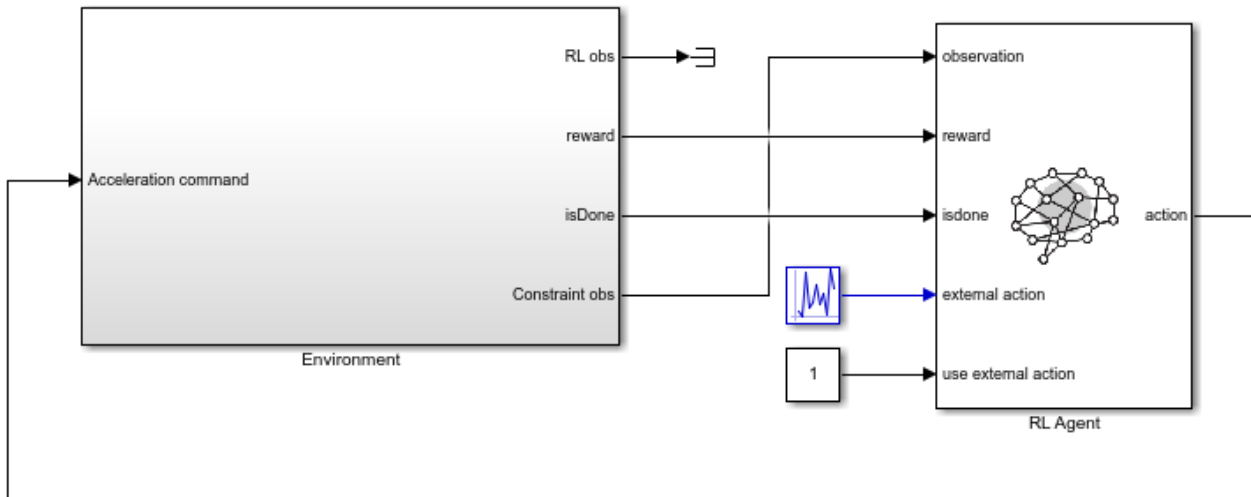 RL obs
reward
Acceleration command
isDone
Constraint obs
Environment
observation
reward
isdone
action
external action
1
use external action
RL Agent